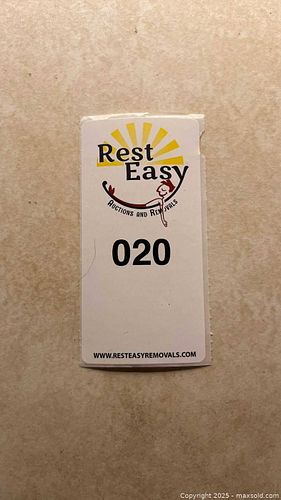 Rest
Easy
AUCTIONS AND REMOVALS
020
WWW.RESTEASYREMOVALS.COM
Copyright © 2025 - maxsold.com